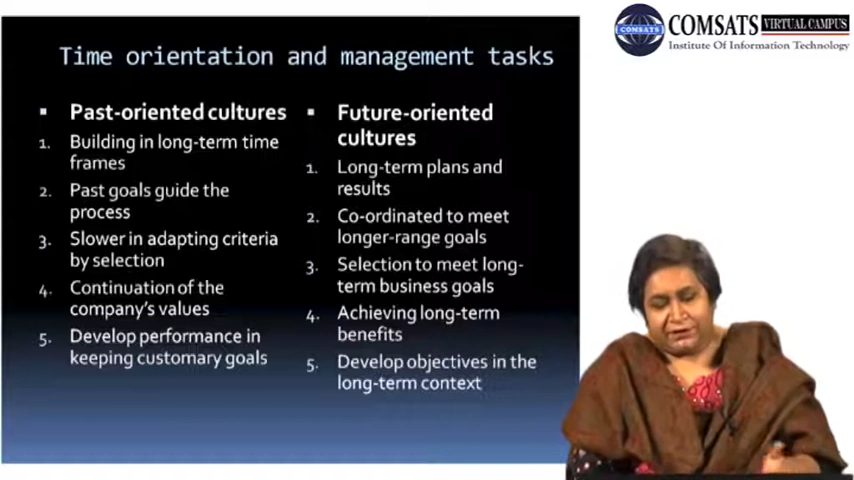 Time orientation and management tasks
▪ Past-oriented cultures
1. Building in long-term time
frames
2. Past goals guide the
process
3. Slower in adapting criteria
by selection
4. Continuation of the
company's values
5. Develop performance in
keeping customary goals
▪ Future-oriented
cultures
1. Long-term plans and
results
2. Co-ordinated to meet
longer-range goals
3. Selection to meet long-
term business goals
4. Achieving long-term
benefits
5. Develop objectives in the
long-term context
COMSATS
COMSATS VIRTUAL CAMPUS
Institute Of Information Technology